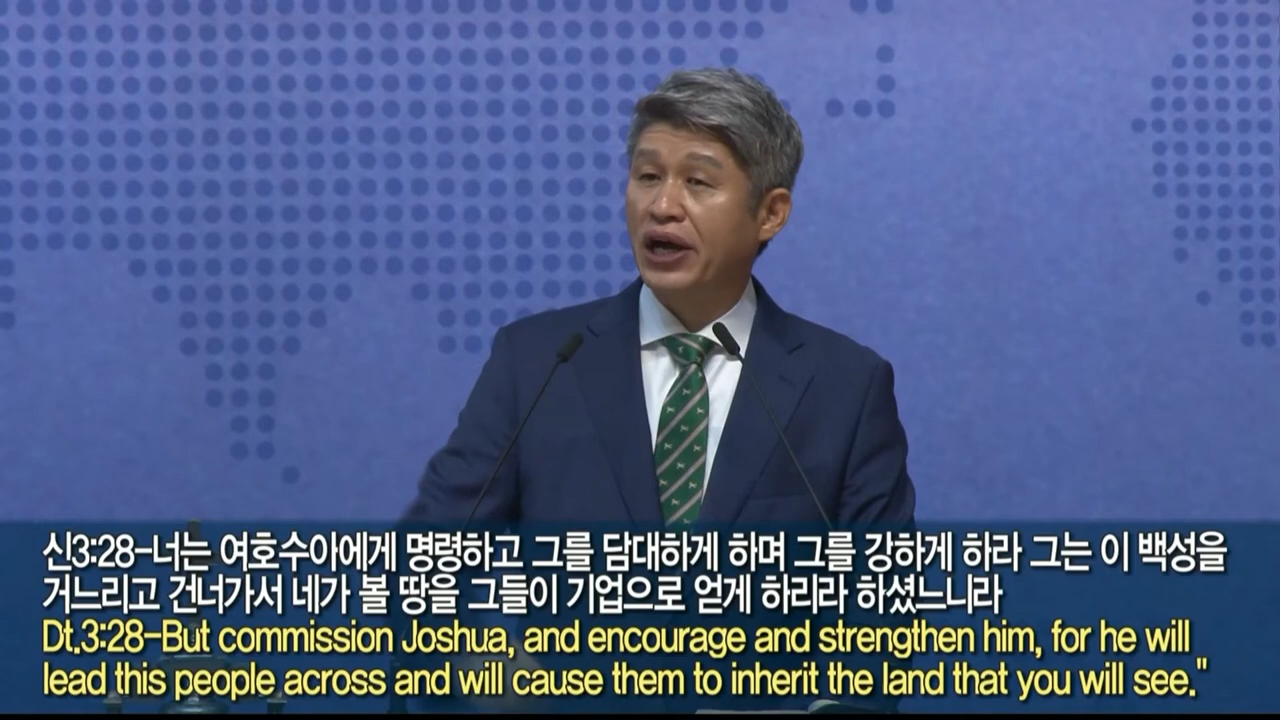 신3:28-너는 여호수아에게 명령하고 그를 담대하게 하며 그를 강하게 하라 그는 이 백성을
거느리고 건너가서 네가 볼 땅을 그들이 기업으로 얻게 하리라 하셨느니라
Dt.3:28-But commission Joshua, and encourage and strengthen him, for he will
lead this people across and will cause them to inherit the land that you will see."